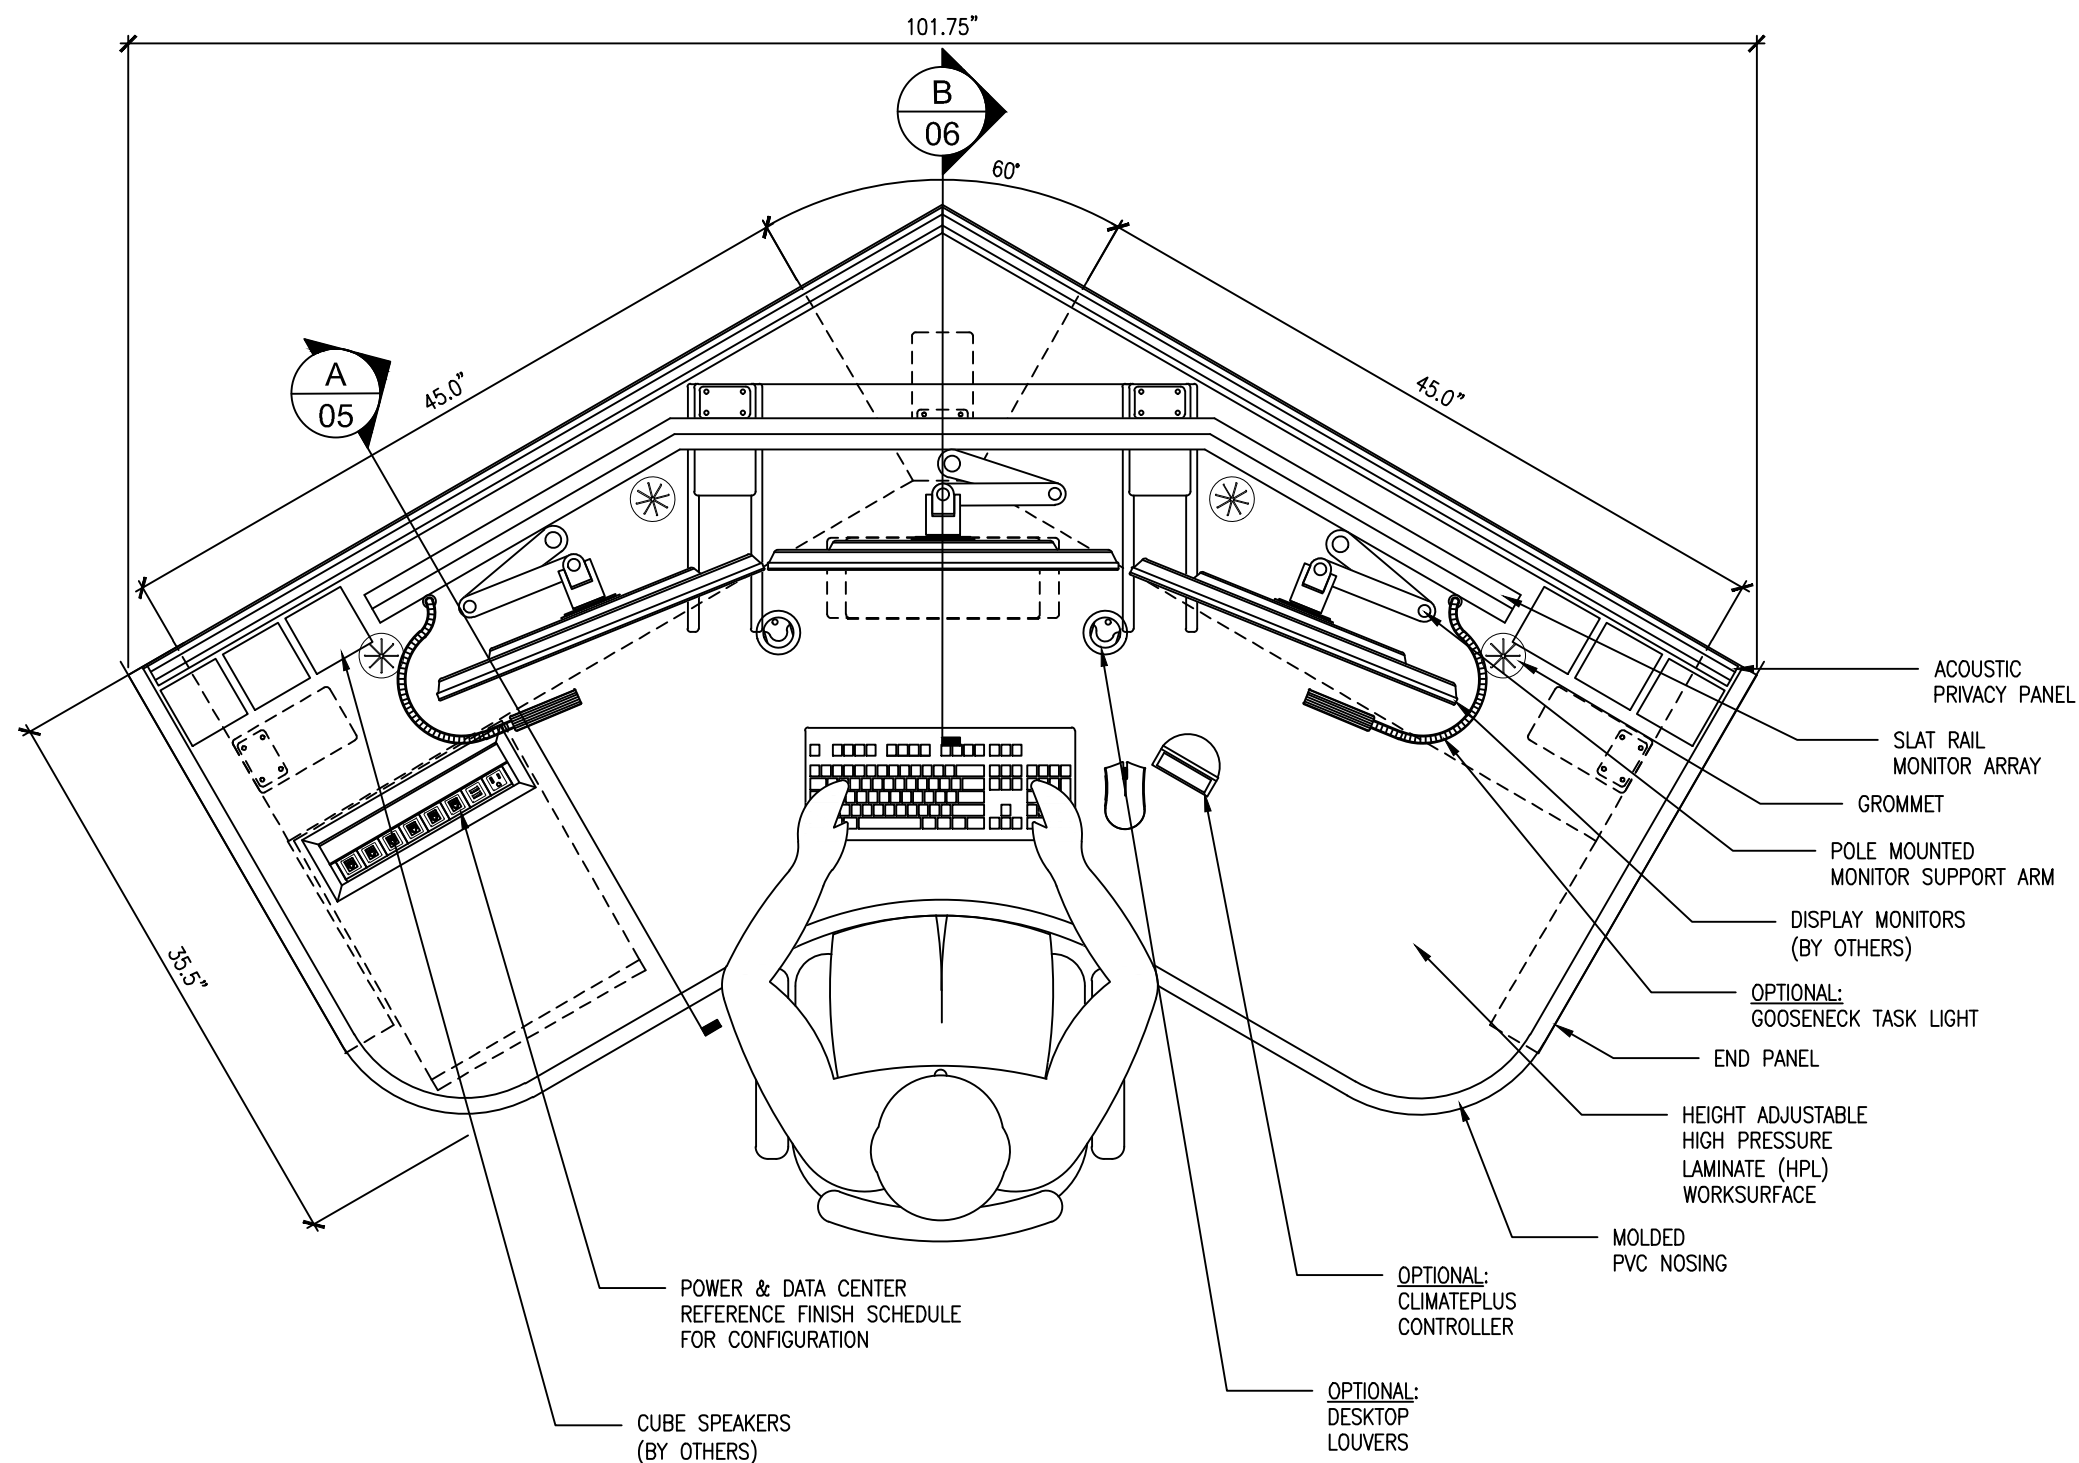 101.75"
B
06
60°
A
05
45.0"
45.0"
ACOUSTIC
PRIVACY PANEL
SLAT RAIL
MONITOR ARRAY
GROMMET
POLE MOUNTED
MONITOR SUPPORT ARM
DISPLAY MONITORS
(BY OTHERS)
35.5"
OPTIONAL:
GOOSENECK TASK LIGHT
END PANEL
HEIGHT ADJUSTABLE
HIGH PRESSURE
LAMINATE (HPL)
WORKSURFACE
MOLDED
PVC NOSING
OPTIONAL:
CLIMATEPLUS
CONTROLLER
POWER & DATA CENTER
REFERENCE FINISH SCHEDULE
FOR CONFIGURATION
OPTIONAL:
DESKTOP
LOUVERS
CUBE SPEAKERS
(BY OTHERS)